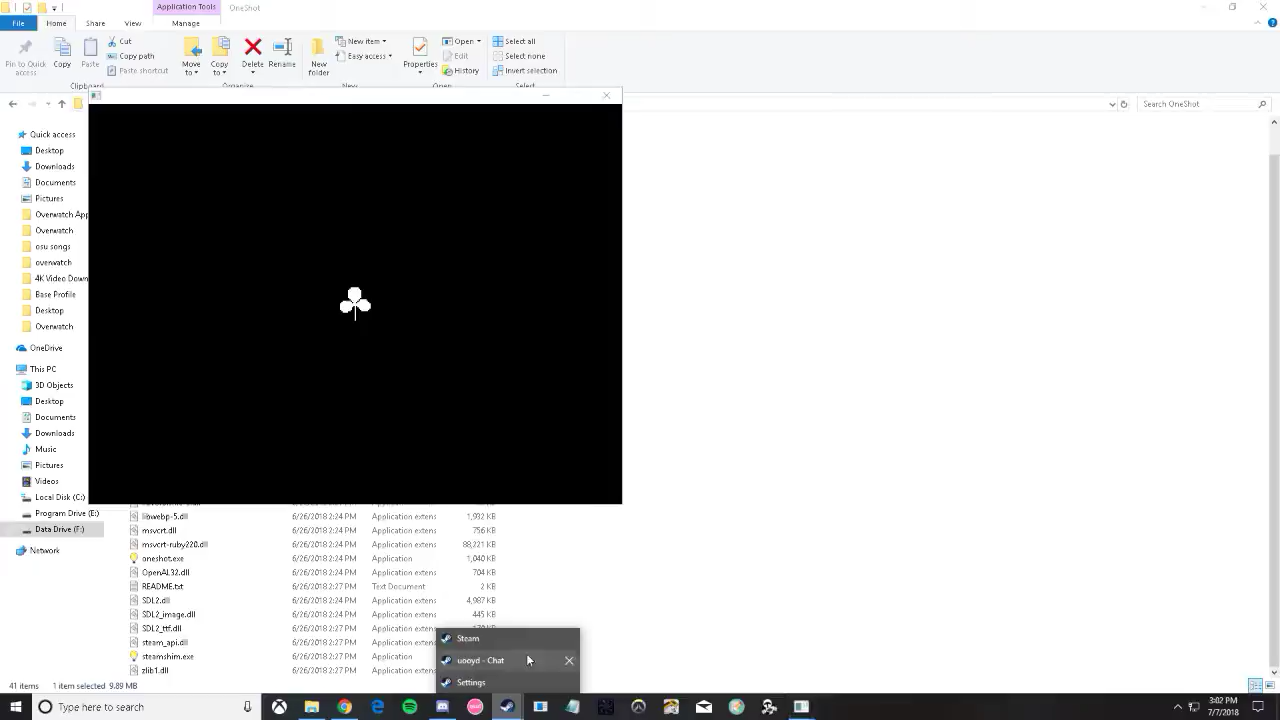 Application Tools OneShot
File Home Share View Manage
Pin to Quick access
Copy
Paste
Cut
Copy path
Paste shortcut
Move to
Copy to
Delete
Rename
New folder
New item
Easy access
Properties
Open
Edit
History
Select all
Select none
Invert selection
Clipboard Organize New Open Select
Search OneShot
Quick access
Desktop
Downloads
Documents
Pictures
Overwatch App
Overwatch
osu songs
overwatch
4K Video Down
Base Profile
Desktop
Overwatch
OneDrive
This PC
3D Objects
Desktop
Documents
Downloads
Music
Pictures
Videos
Local Disk (C:)
Program Drive (E:)
Data Drive (F:)
Network
libwebp-5.dll 6/26/2018 2:24 PM Application extens 1,932 KB
msvcrt.dll 6/26/2018 2:24 PM Application extens 756 KB
msvcrt-ruby220.dll 6/26/2018 2:24 PM Application extens 88,221 KB
oneshot.exe 6/26/2018 2:27 PM Application 1,040 KB
OpenAL32.dll 6/26/2018 2:24 PM Application extens 704 KB
README.txt 6/26/2018 2:27 PM Text Document 2 KB
SDL2.dll 6/26/2018 2:24 PM Application extens 4,987 KB
SDL2_image.dll 6/26/2018 2:24 PM Application extens 445 KB
SDL2_ttf.dll 6/26/2018 2:27 PM Application extens
steam_api.dll 6/26/2018 2:24 PM Application extens
steamshim.exe 6/26/2018 2:27 PM Application
zlib1.dll 6/26/2018 2:24 PM Application extens
Steam
uooyd - Chat
Settings
41 items 1 item selected 9.89 MB
Type here to search
3:02 PM
7/7/2018